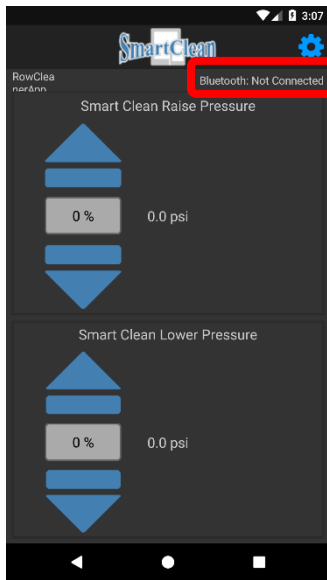 3:07
SmartClean
RowClea
nerApp
Bluetooth: Not Connected
Smart Clean Raise Pressure
0 %
0.0 psi
Smart Clean Lower Pressure
0 %
0.0 psi